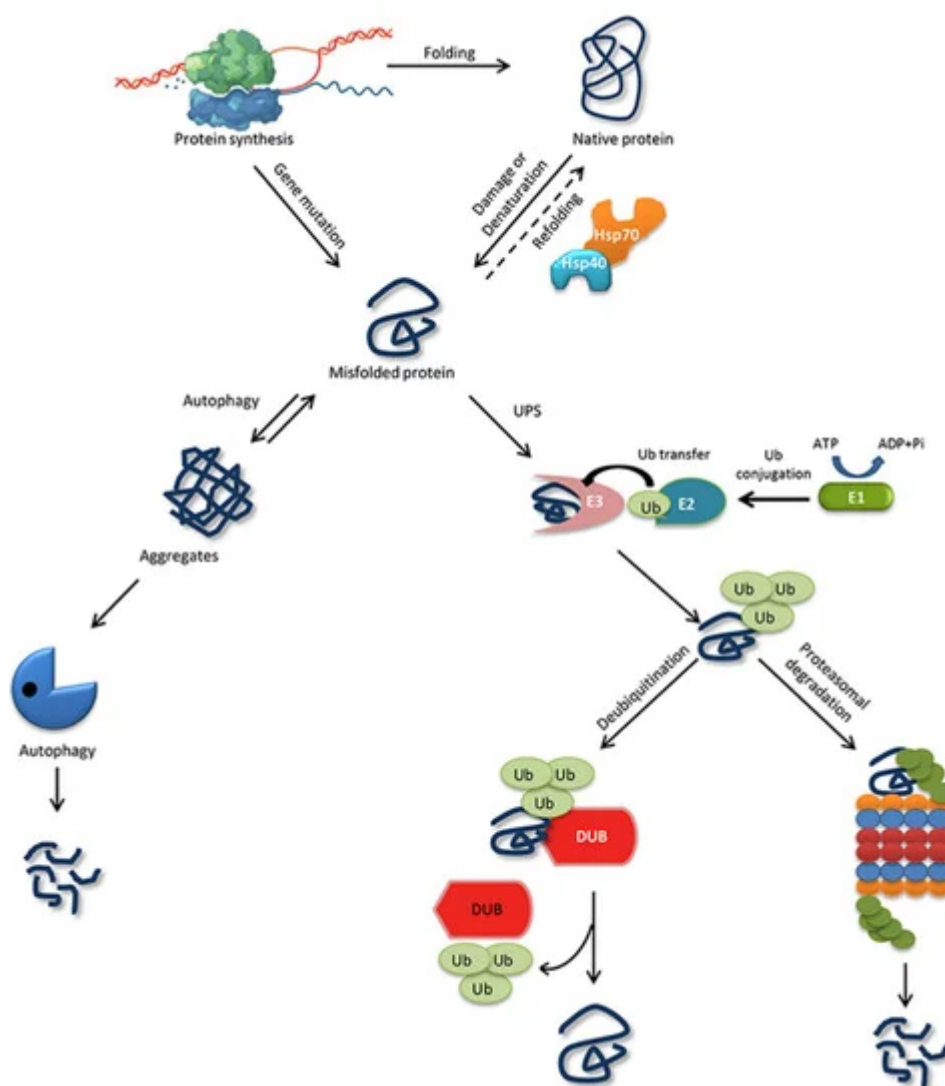 Folding
Protein synthesis
Native protein
Gene mutation
Damage or
Denaturation
Refolding
Hsp70
Hsp40
Misfolded protein
Autophagy
UPS
Aggregates
Ub transfer
Ub
conjugation
ATP
ADP+Pi
E3
Ub
E2
E1
Ub
Ub
Ub
Deubiquitination
Proteasomal
degradation
Autophagy
Ub
Ub
Ub
DUB
DUB
Ub
Ub
Ub